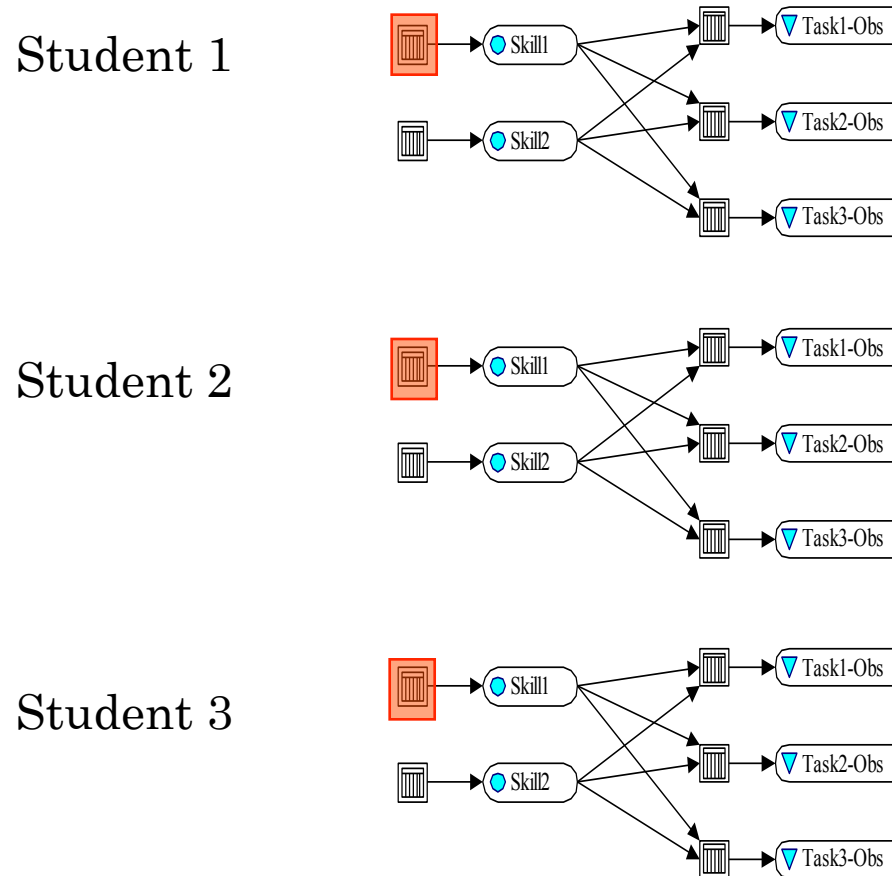 Student 1
Skill1
Skill2
Task1-Obs
Task2-Obs
Task3-Obs
Student 2
Skill1
Skill2
Task1-Obs
Task2-Obs
Task3-Obs
Student 3
Skill1
Skill2
Task1-Obs
Task2-Obs
Task3-Obs